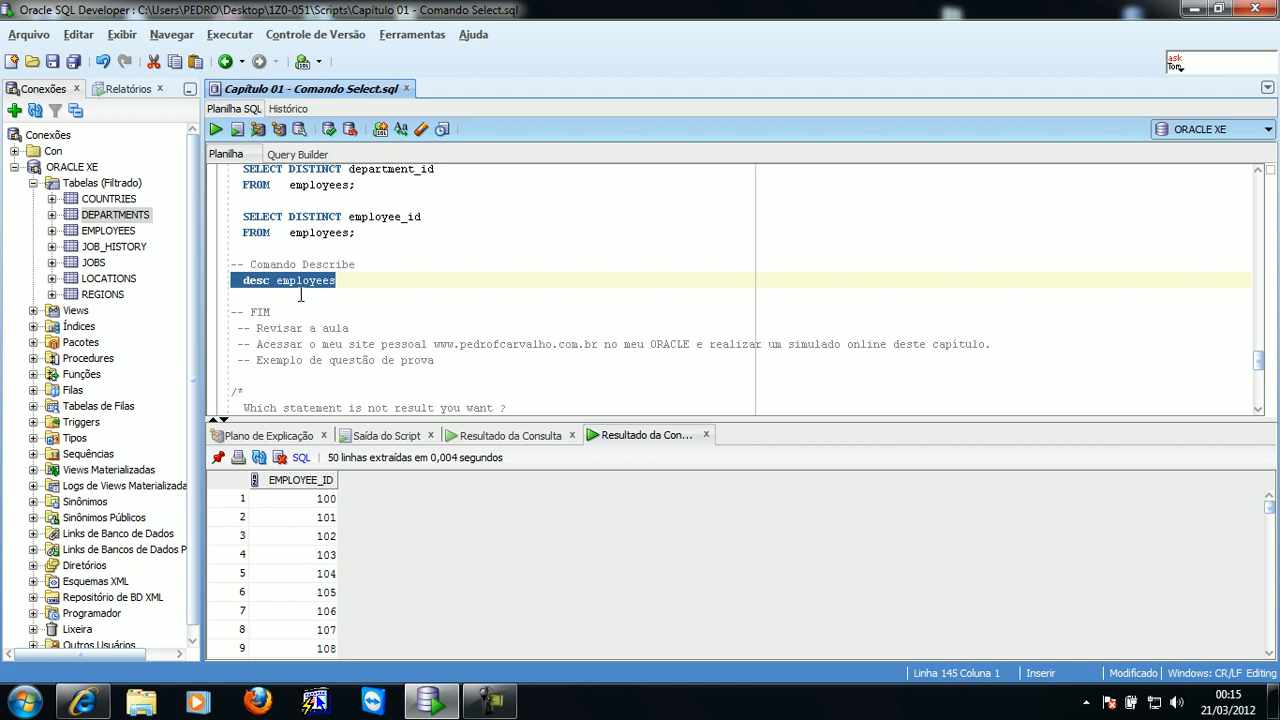 Oracle SQL Developer : C:\Users\PEDRO\Desktop\1Z0-051\Scripts\Capítulo 01 - Comando Select.sql
Arquivo Editar Exibir Navegar Executar Controle de Versão Ferramentas Ajuda
ask
Tom
Conexões Relatórios
Capítulo 01 - Comando Select.sql
Planilha SQL Histórico
ORACLE XE
Planilha Query Builder
Conexões
Con
ORACLE XE
Tabelas (Filtrado)
COUNTRIES
DEPARTMENTS
EMPLOYEES
JOB_HISTORY
JOBS
LOCATIONS
REGIONS
Views
Índices
Pacotes
Procedures
Funções
Filas
Tabelas de Filas
Triggers
Tipos
Sequências
Views Materializadas
Logs de Views Materializada
Sinônimos
Sinônimos Públicos
Links de Banco de Dados
Links de Bancos de Dados P
Diretórios
Esquemas XML
Repositório de BD XML
Programador
Lixeira
Outros Usuários
SELECT DISTINCT department_id
FROM employees;
SELECT DISTINCT employee_id
FROM employees;
-- Comando Describe
desc employees
-- FIM
-- Revisar a aula
-- Acessar o meu site pessoal www.pedrofcarvalho.com.br no meu ORACLE e realizar um simulado online deste capítulo.
-- Exemplo de questão de prova
/*
Which statement is not result you want ?
Plano de Explicação Saída do Script Resultado da Consulta Resultado da Con...
SQL 50 linhas extraídas em 0,004 segundos
EMPLOYEE_ID
1 100
2 101
3 102
4 103
5 104
6 105
7 106
8 107
9 108
Linha 145 Coluna 1 Inserir Modificado Windows: CR/LF Editing
00:15
21/03/2012